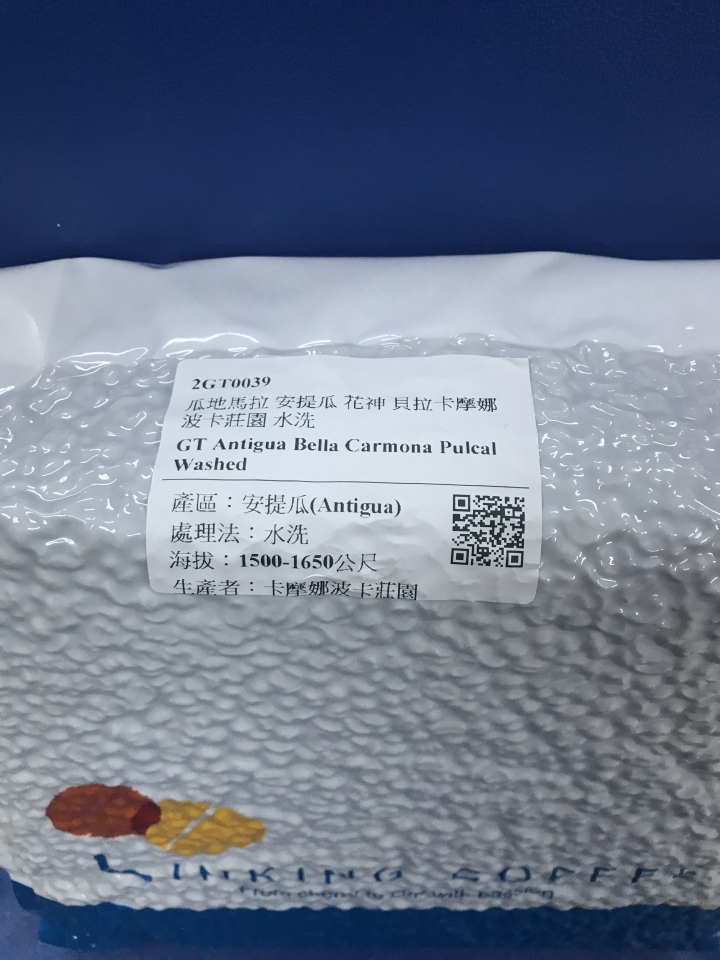 2GT0039
瓜地馬拉 安提瓜 花神 貝拉卡摩娜
波卡莊園 水洗
GT Antigua Bella Carmona Pulcal
Washed
產區：安提瓜(Antigua)
處理法：水洗
海拔：1500-1650公尺
生產者：卡摩娜波卡莊園
LINKING COFFEE